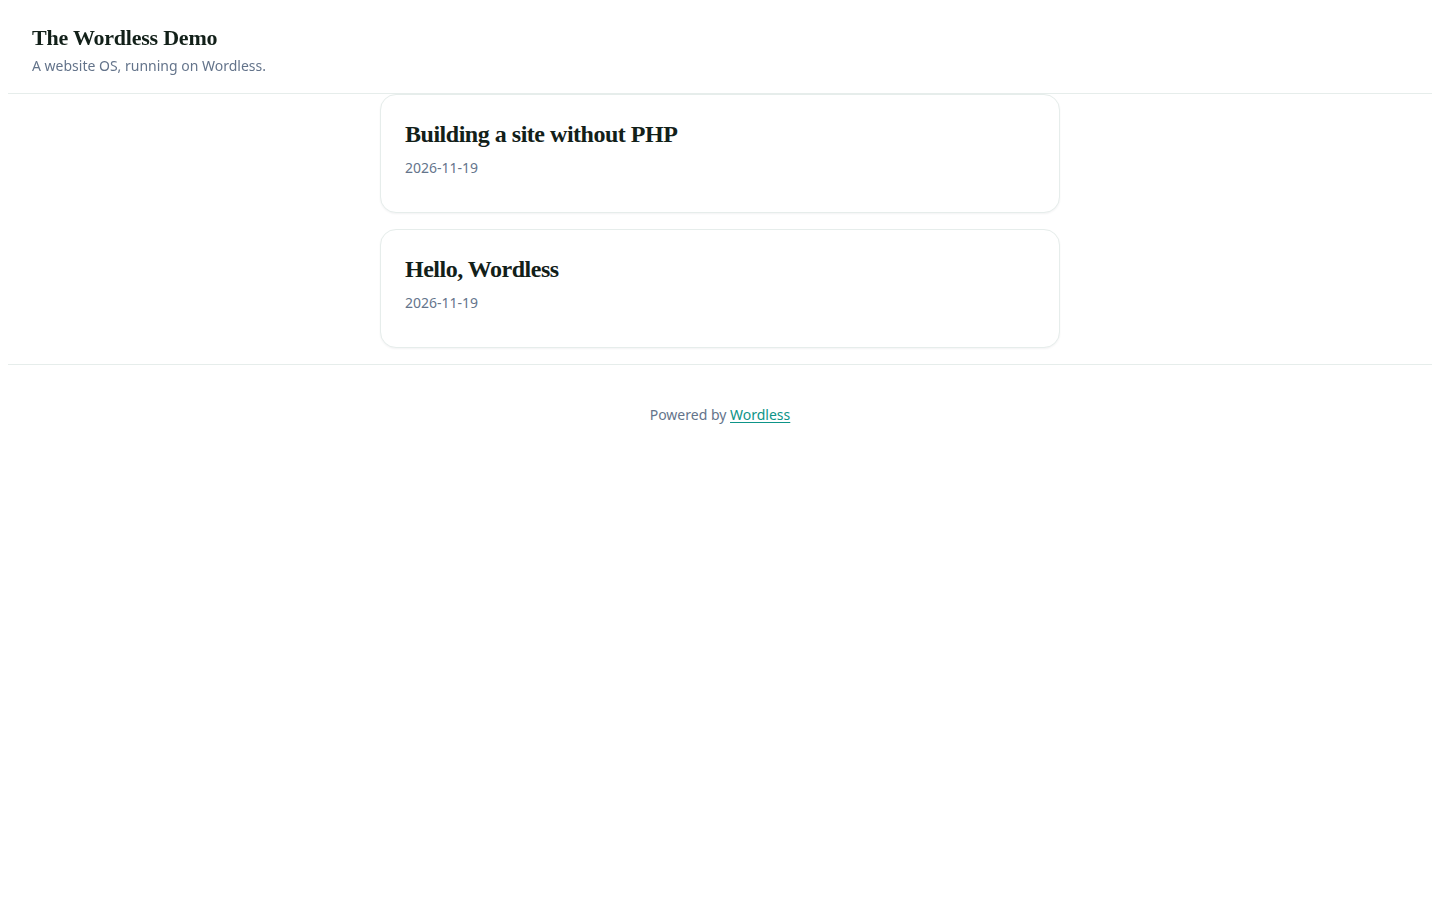 The Wordless Demo
A website OS, running on Wordless.
Building a site without PHP
2026-11-19
Hello, Wordless
2026-11-19
Powered by Wordless